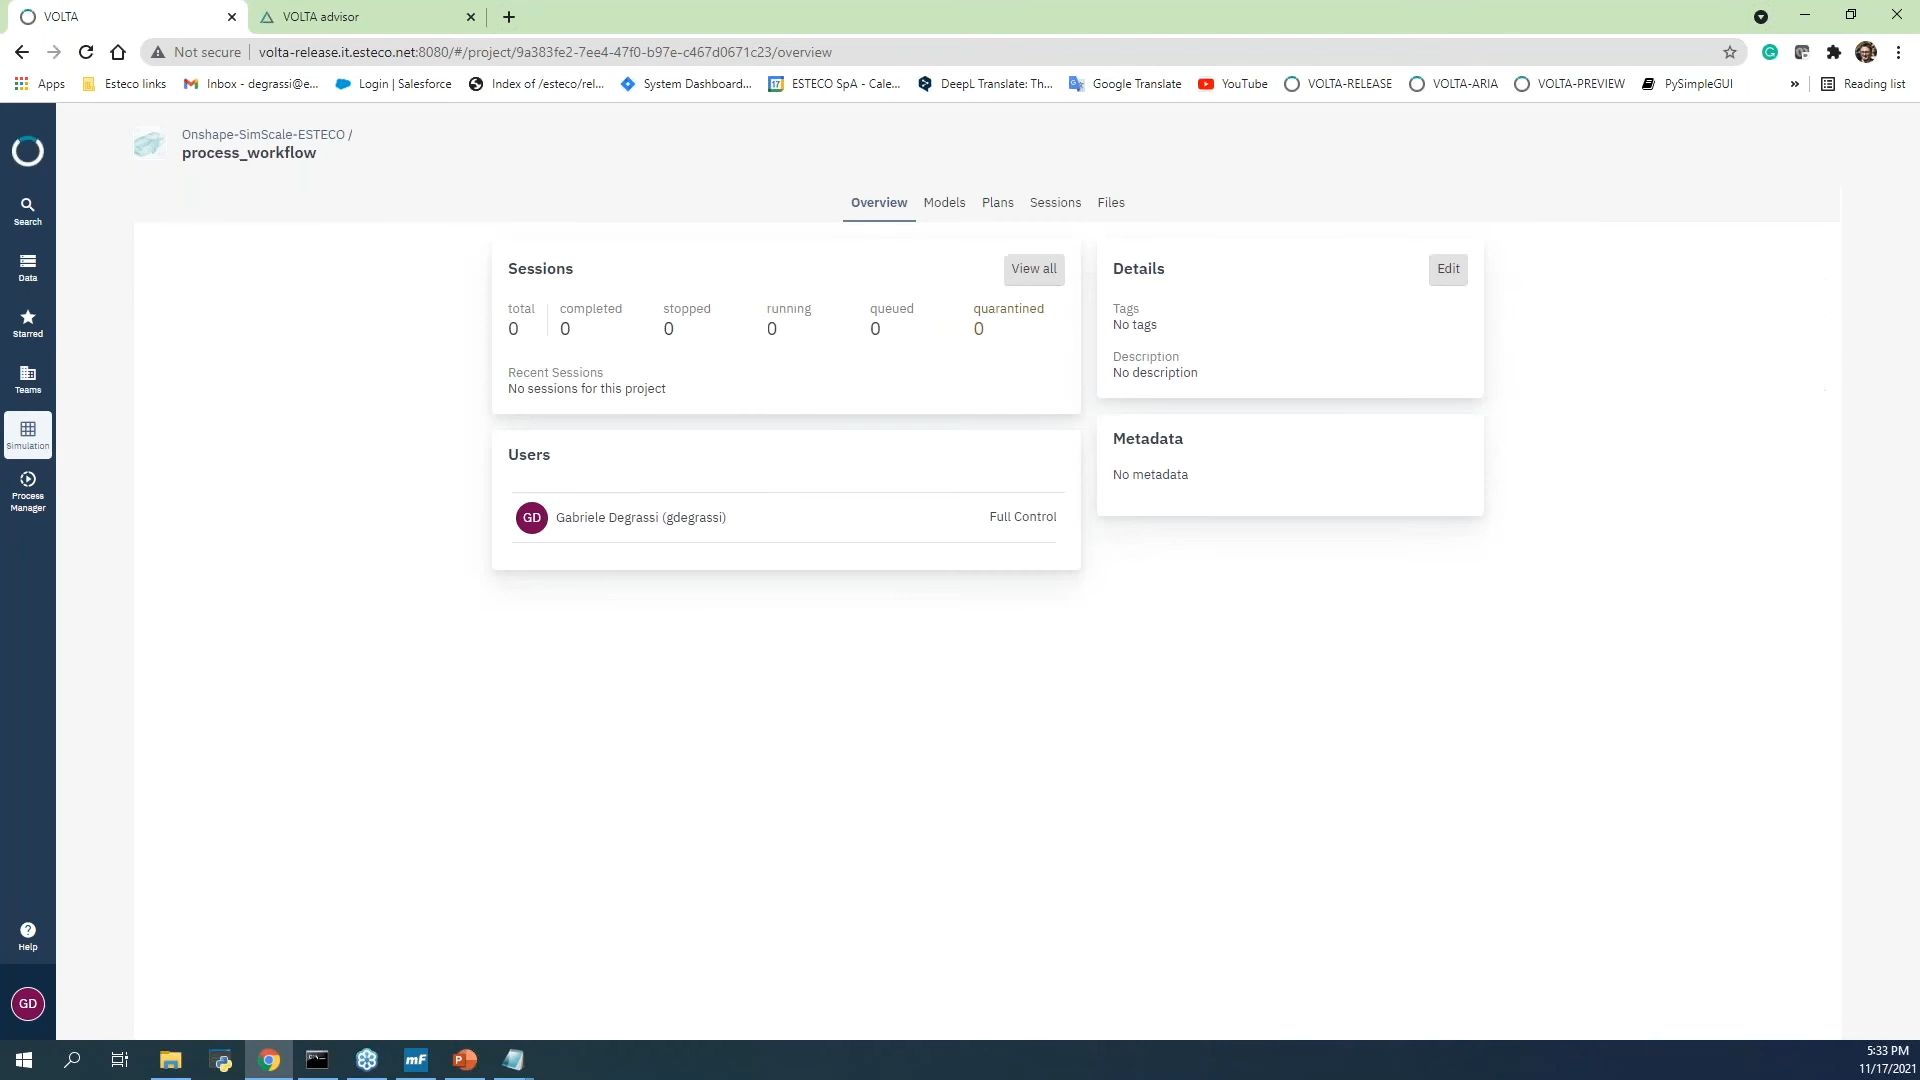 VOLTA
VOLTA advisor
Not secure
volta-release.it.esteco.net:8080/#/project/9a383fe2-7ee4-47f0-b97e-c467d0671c23/overview
Apps
Esteco links
Inbox - degrassi@e...
Login | Salesforce
Index of /esteco/rel...
System Dashboard...
17
ESTECO SpA - Cale...
DeepL Translate: Th...
Google Translate
YouTube
VOLTA-RELEASE
VOLTA-ARIA
VOLTA-PREVIEW
PySimpleGUI
»
Reading list
Onshape-SimScale-ESTECO /
process_workflow
Search
Data
Starred
Teams
Simulation
Process
Manager
Help
GD
Overview
Models
Plans
Sessions
Files
Sessions
View all
total
completed
stopped
running
queued
quarantined
0
0
0
0
0
0
Recent Sessions
No sessions for this project
Users
GD
Gabriele Degrassi (gdegrassi)
Full Control
Details
Edit
Tags
No tags
Description
No description
Metadata
No metadata
mF
P
5:33 PM
11/17/2021